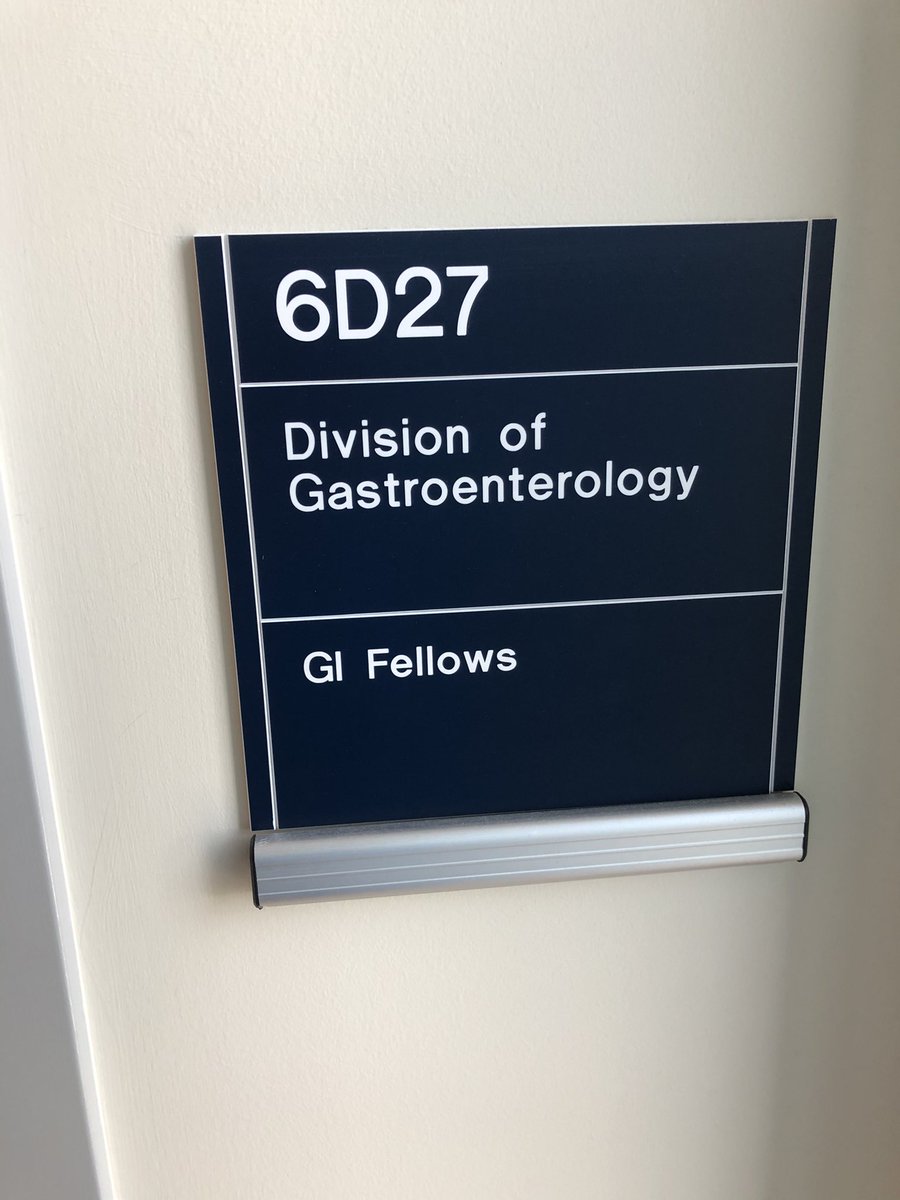 6D27
Division of
Gastroenterology
GI Fellows